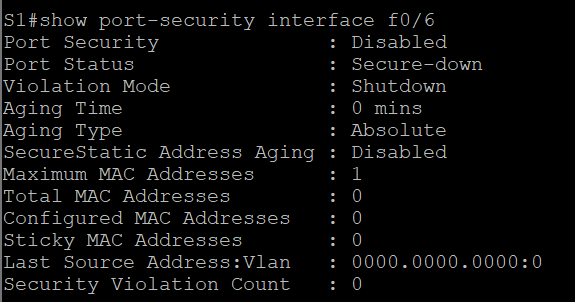 S1#show port-security interface f0/6
Port Security              : Disabled
Port Status                : Secure-down
Violation Mode             : Shutdown
Aging Time                 : 0 mins
Aging Type                 : Absolute
SecureStatic Address Aging : Disabled
Maximum MAC Addresses      : 1
Total MAC Addresses        : 0
Configured MAC Addresses   : 0
Sticky MAC Addresses       : 0
Last Source Address:Vlan   : 0000.0000.0000:0
Security Violation Count   : 0